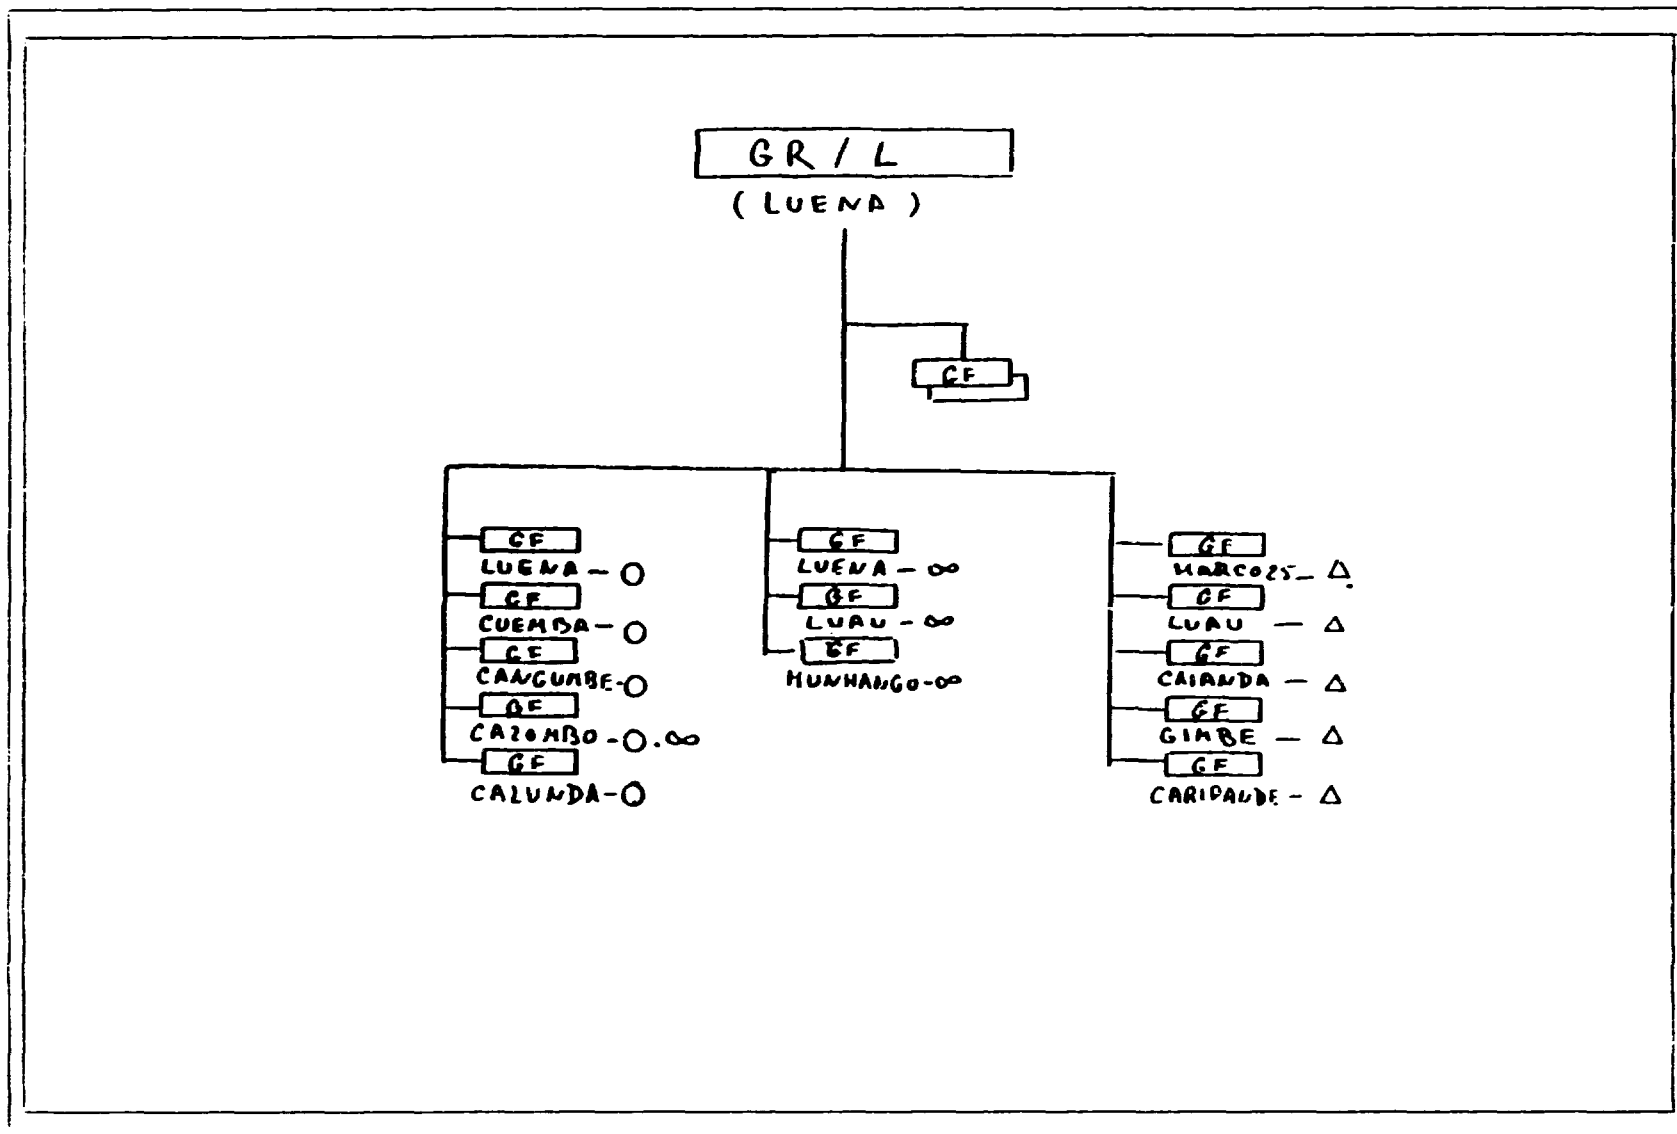 GR / L
( LUENA )
GF
GF
LUENA - O
GF
CUEMBA - O
GF
CANGUMBE - O
GF
CAZOMBO - O . ∞
GF
CAZUNDA - O
GF
LUENA - ∞
GF
LUAU - ∞
GF
MUNHANGO - ∞
GF
MARCO 25 - Δ
GF
LUAU - Δ
GF
CAIANDA - Δ
GF
GIMBE - Δ
GF
CARIPANDE - Δ